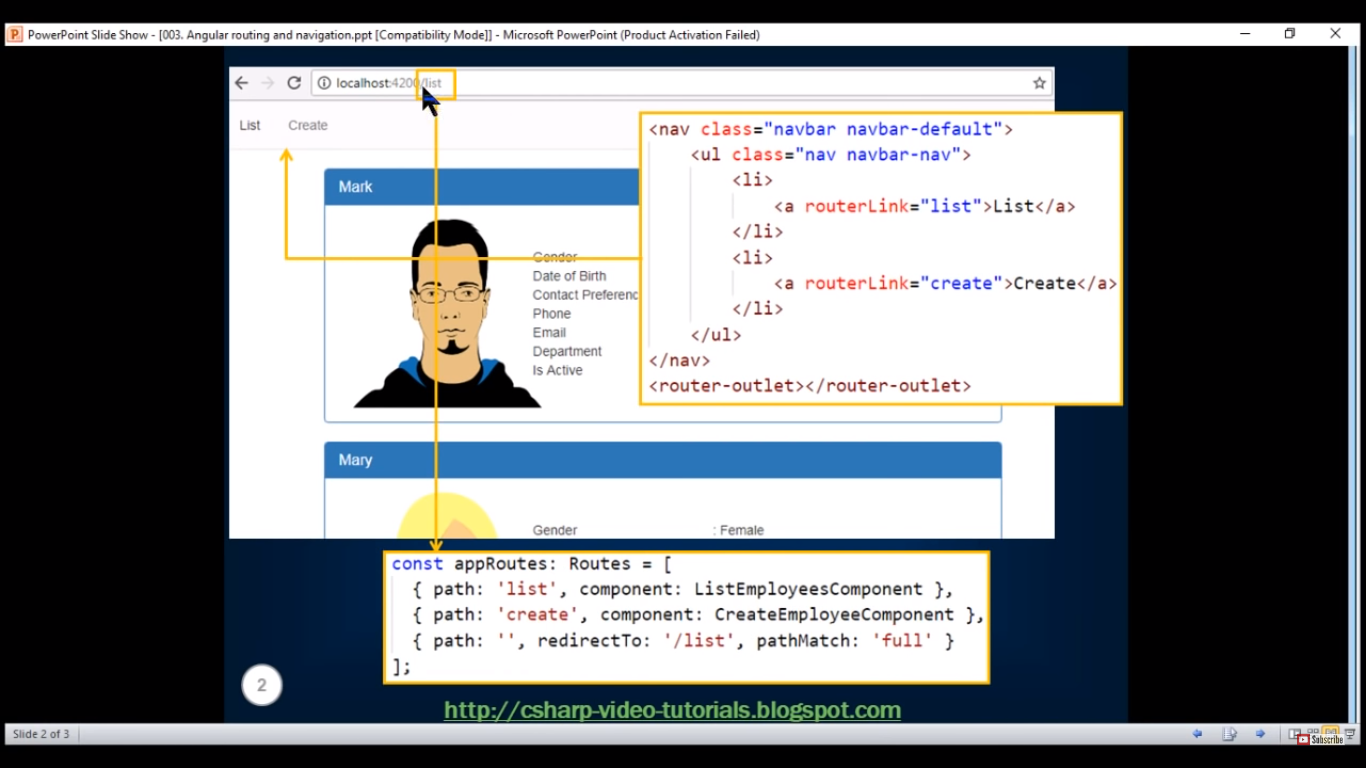 PowerPoint Slide Show - [003. Angular routing and navigation.ppt [Compatibility Mode]] - Microsoft PowerPoint (Product Activation Failed)
localhost:4200/list
List Create
Mark
Gender
Date of Birth
Contact Preferenc
Phone
Email
Department
Is Active
<nav class="navbar navbar-default">
<ul class="nav navbar-nav">
<li>
<a routerLink="list">List</a>
</li>
<li>
<a routerLink="create">Create</a>
</li>
</ul>
</nav>
<router-outlet></router-outlet>
Mary
Gender : Female
const appRoutes: Routes = [
{ path: 'list', component: ListEmployeesComponent },
{ path: 'create', component: CreateEmployeeComponent },
{ path: '', redirectTo: '/list', pathMatch: 'full' }
];
2
http://csharp-video-tutorials.blogspot.com
Slide 2 of 3
Subscribe